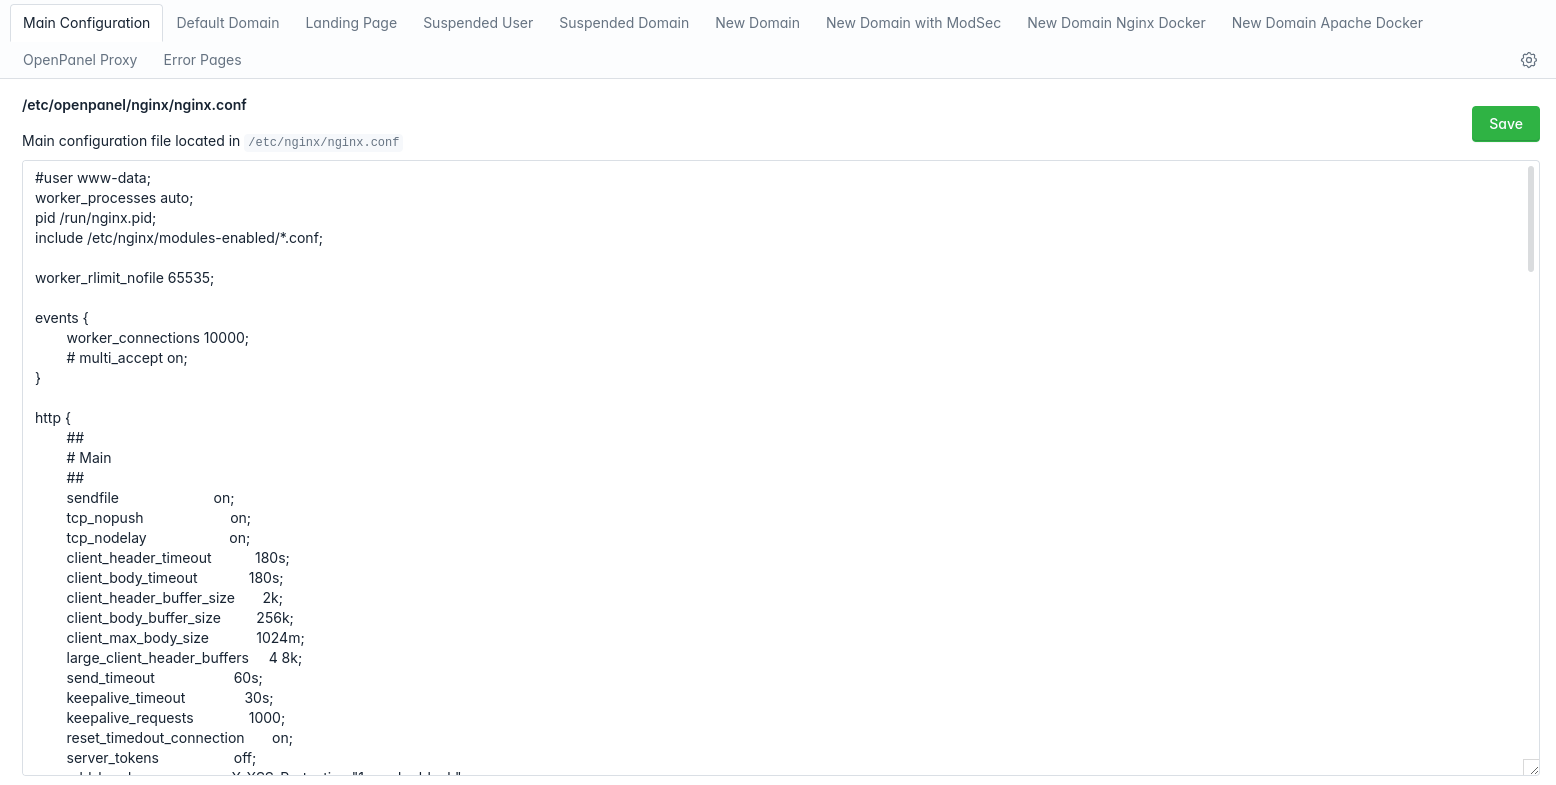 Main Configuration Default Domain Landing Page Suspended User Suspended Domain New Domain New Domain with ModSec New Domain Nginx Docker New Domain Apache Docker
OpenPanel Proxy Error Pages
/etc/openpanel/nginx/nginx.conf
Save
Main configuration file located in /etc/nginx/nginx.conf
#user www-data;
worker_processes auto;
pid /run/nginx.pid;
include /etc/nginx/modules-enabled/*.conf;
worker_rlimit_nofile 65535;
events {
worker_connections 10000;
# multi_accept on;
}
http {
##
# Main
##
sendfile on;
tcp_nopush on;
tcp_nodelay on;
client_header_timeout 180s;
client_body_timeout 180s;
client_header_buffer_size 2k;
client_body_buffer_size 256k;
client_max_body_size 1024m;
large_client_header_buffers 4 8k;
send_timeout 60s;
keepalive_timeout 30s;
keepalive_requests 1000;
reset_timedout_connection on;
server_tokens off;